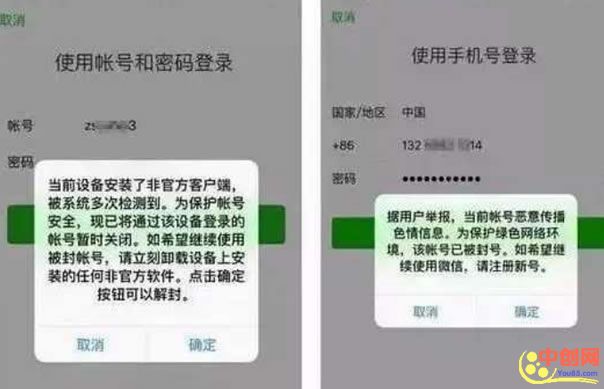 取消
使用帐号和密码登录
帐号
密码
当前设备安装了非官方客户端，
被系统多次检测到。为保护帐号
安全，现已将通过该设备登录的
帐号暂时关闭。如希望继续使用
被封帐号，请立刻卸载设备上安
装的任何非官方软件。点击确定
按钮可以解封。
取消
确定
取消
使用手机号登录
国家/地区 中国
+86
密码
据用户举报，当前帐号恶意传播
色情信息。为保护绿色网络环
境，该帐号已被封号。如希望继
续使用微信，请注册新号。
取消
确定
中创网
You85.com